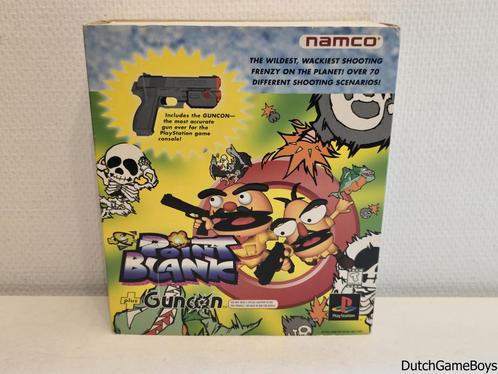 namco
THE WILDEST, WACKIEST SHOOTING
FRENZY ON THE PLANET! OVER 70
DIFFERENT SHOOTING SCENARIOS!
Includes the GUNCON—
the most accurate
gun ever for the
PlayStation game
console!
POINT
BLANK
plus
Guncon
PlayStation
DutchGameBoys